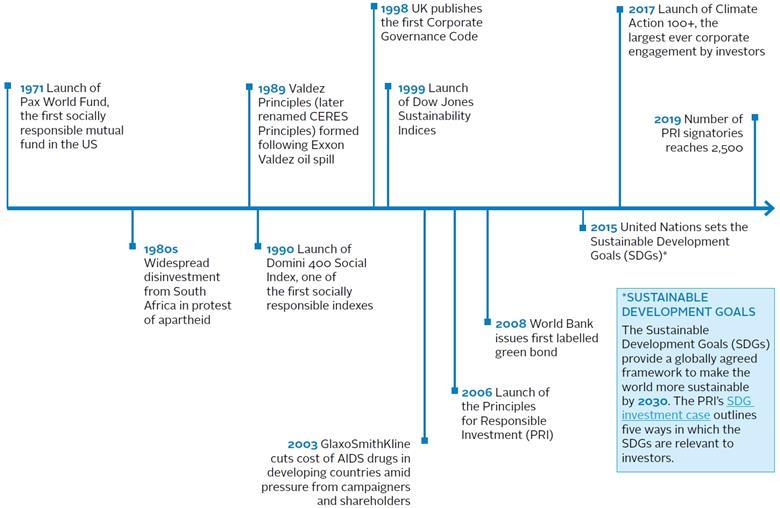 1998 UK publishes
the first Corporate
Governance Code
2017 Launch of Climate
Action 100+, the
largest ever corporate
engagement by investors
1971 Launch of
Pax World Fund,
the first socially
responsible mutual
fund in the US
1989 Valdez
Principles (later
renamed CERES
Principles) formed
following Exxon
Valdez oil spill
1999 Launch
of Dow Jones
Sustainability
Indices
2019 Number of
PRI signatories
reaches 2,500
1980s
Widespread
disinvestment
from South
Africa in protest
of apartheid
1990 Launch of
Domini 400 Social
Index, one of
the first socially
responsible indexes
2015 United Nations sets the
Sustainable Development
Goals (SDGs)*
2008 World Bank
issues first labelled
green bond
2006 Launch of
the Principles
for Responsible
Investment (PRI)
2003 GlaxoSmithKline
cuts cost of AIDS drugs in
developing countries amid
pressure from campaigners
and shareholders
*SUSTAINABLE
DEVELOPMENT GOALS
The Sustainable
Development Goals (SDGs)
provide a globally agreed
framework to make the
world more sustainable
by 2030. The PRI's SDG
investment case outlines
five ways in which the
SDGs are relevant to
investors.